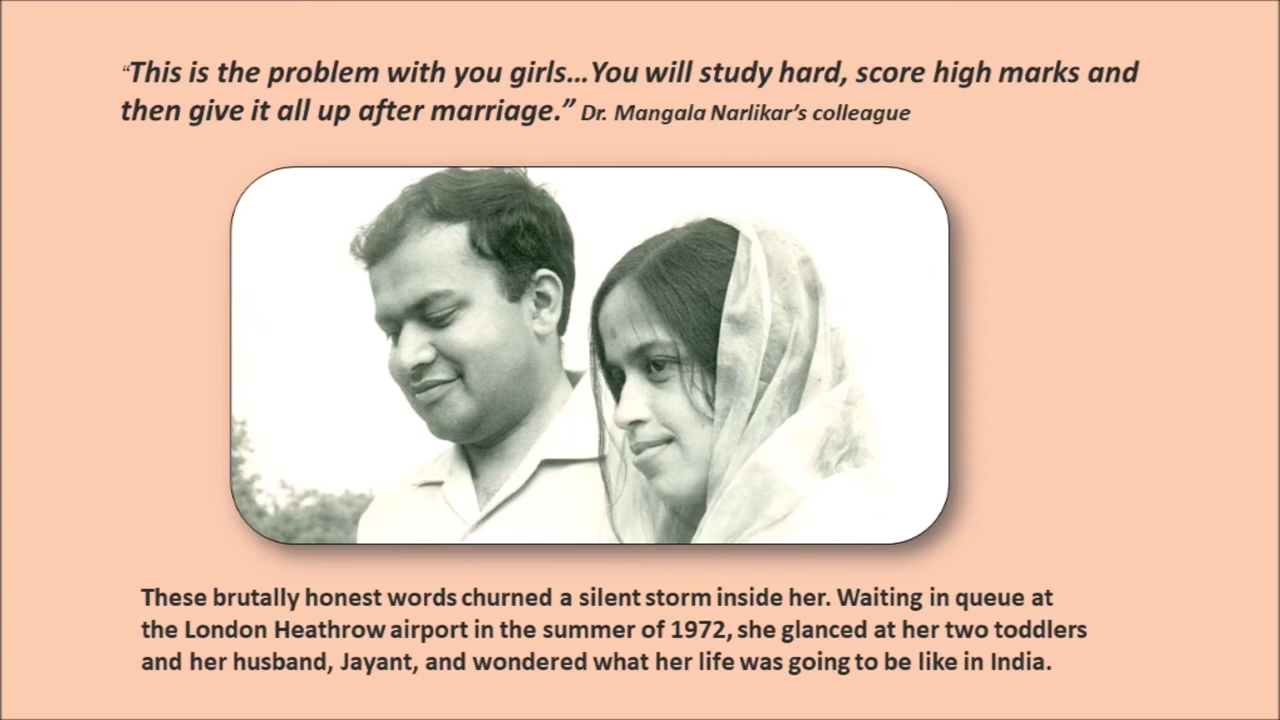 “This is the problem with you girls...You will study hard, score high marks and
then give it all up after marriage.” Dr. Mangala Narlikar’s colleague
These brutally honest words churned a silent storm inside her. Waiting in queue at
the London Heathrow airport in the summer of 1972, she glanced at her two toddlers
and her husband, Jayant, and wondered what her life was going to be like in India.